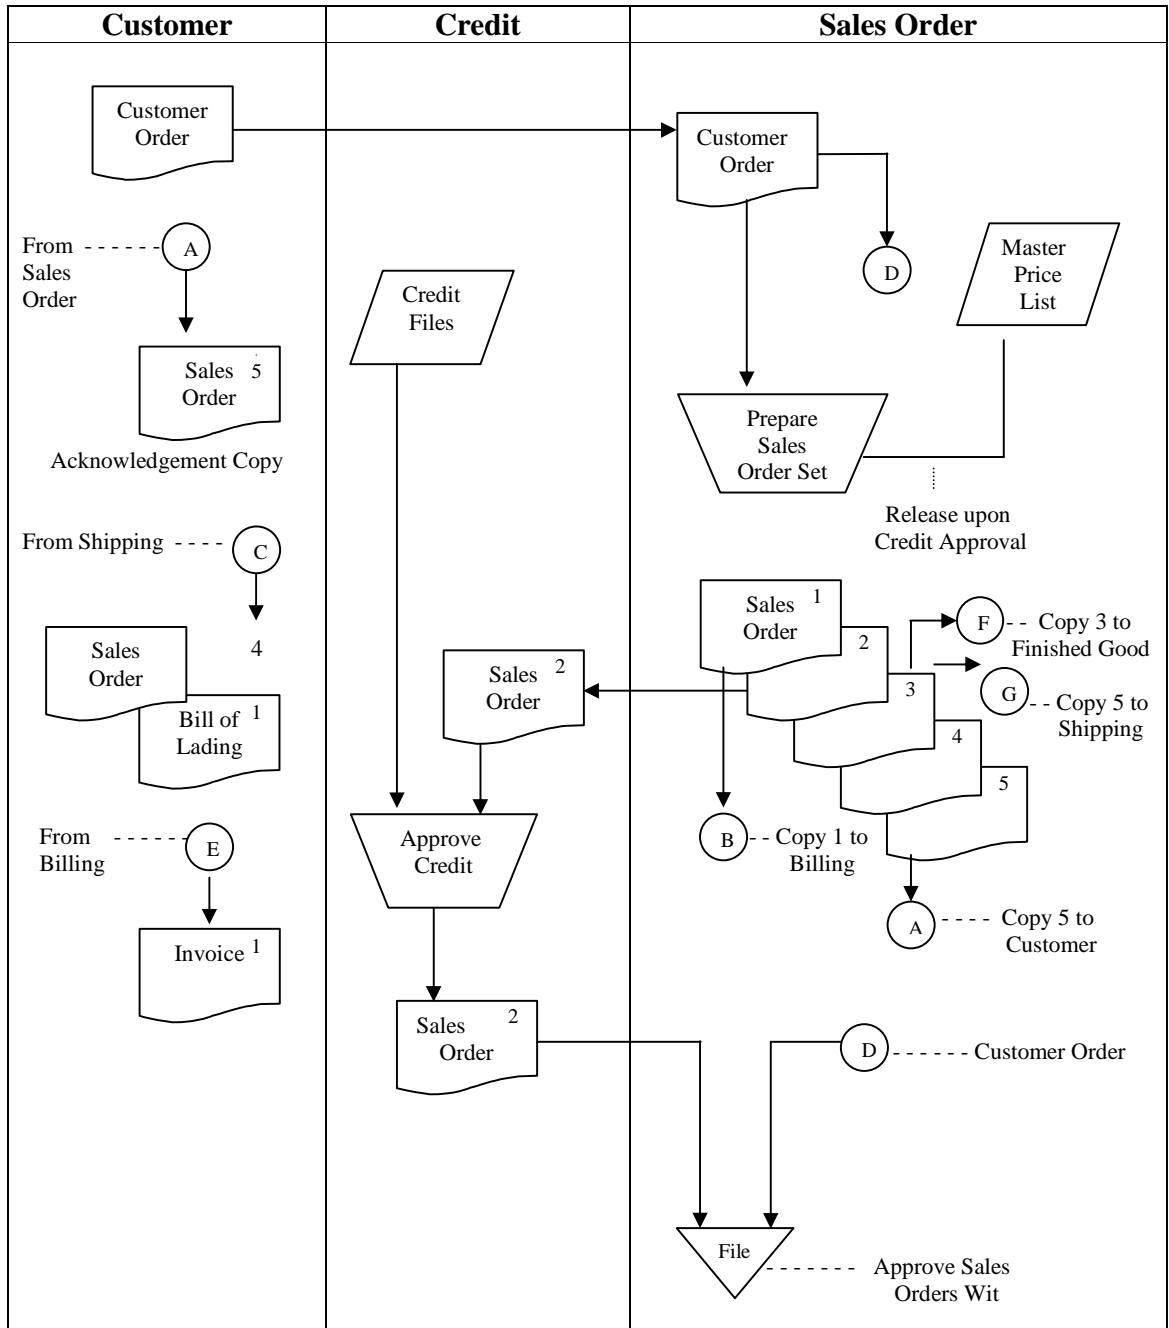 Customer
Credit
Sales Order
Customer
Order
Customer
Order
From
Sales
Order
A
D
Master
Price
List
Credit
Files
Sales 5
Order
Acknowledgement Copy
Prepare
Sales
Order Set
Release upon
Credit Approval
From Shipping
C
4
Sales
Order
Bill of 1
Lading
Sales 1
Order
2
3
4
5
F
Copy 3 to
Finished Good
G
Copy 5 to
Shipping
Sales 2
Order
From
Billing
E
Approve
Credit
B
Copy 1 to
Billing
A
Copy 5 to
Customer
Invoice 1
Sales 2
Order
D
Customer Order
File
Approve Sales
Orders Wit